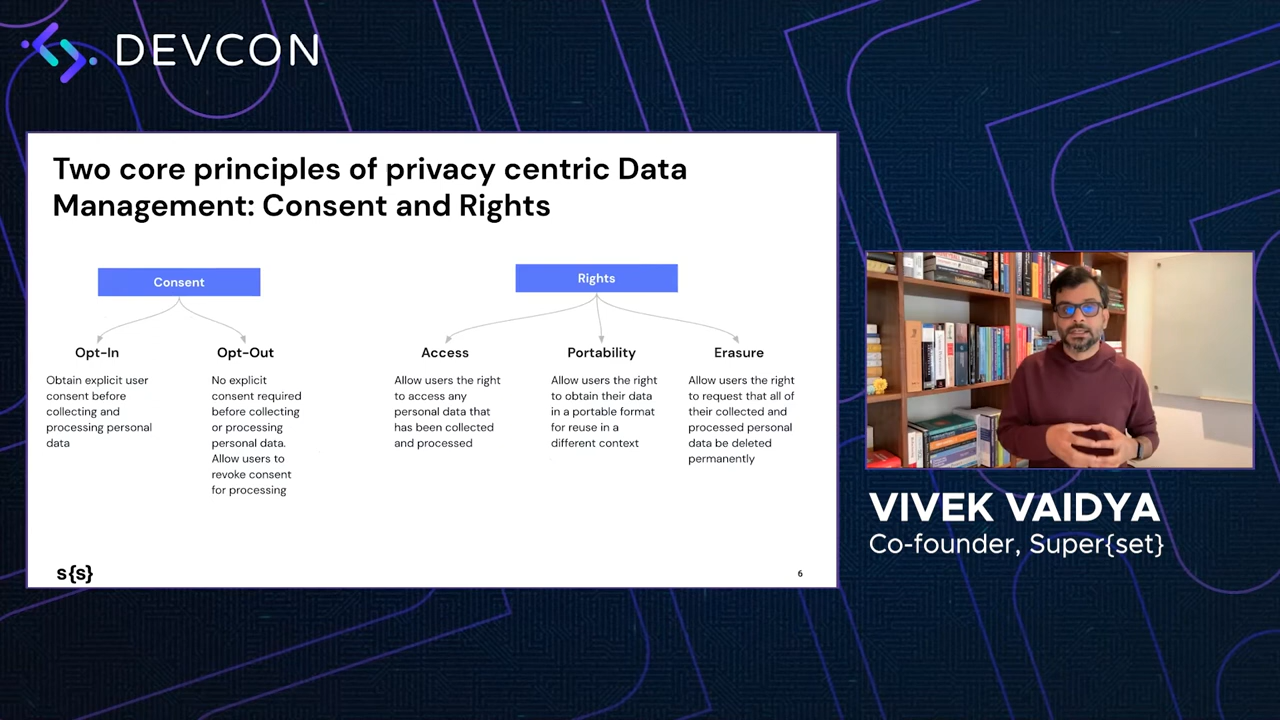 DEVCON
Two core principles of privacy centric Data
Management: Consent and Rights
Consent
Opt-In
Obtain explicit user
consent before
collecting and
processing personal
data
Opt-Out
No explicit
consent required
before collecting
or processing
personal data.
Allow users to
revoke consent
for processing
Rights
Access
Allow users the right
to access any
personal data that
has been collected
and processed
Portability
Allow users the right
to obtain their data
in a portable format
for reuse in a
different context
Erasure
Allow users the right
to request that all of
their collected and
processed personal
data be deleted
permanently
s{s}
6
VIVEK VAIDYA
Co-founder, Super{set}